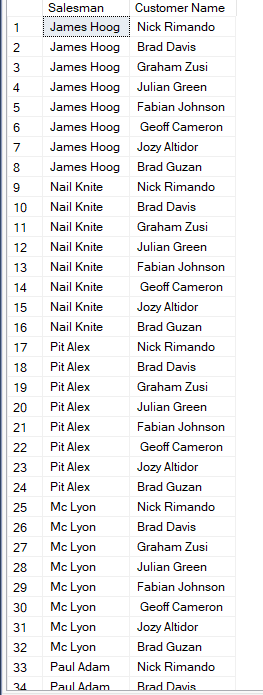 Salesman Customer Name
1 James Hoog Nick Rimando
2 James Hoog Brad Davis
3 James Hoog Graham Zusi
4 James Hoog Julian Green
5 James Hoog Fabian Johnson
6 James Hoog Geoff Cameron
7 James Hoog Jozy Altidor
8 James Hoog Brad Guzan
9 Nail Knite Nick Rimando
10 Nail Knite Brad Davis
11 Nail Knite Graham Zusi
12 Nail Knite Julian Green
13 Nail Knite Fabian Johnson
14 Nail Knite Geoff Cameron
15 Nail Knite Jozy Altidor
16 Nail Knite Brad Guzan
17 Pit Alex Nick Rimando
18 Pit Alex Brad Davis
19 Pit Alex Graham Zusi
20 Pit Alex Julian Green
21 Pit Alex Fabian Johnson
22 Pit Alex Geoff Cameron
23 Pit Alex Jozy Altidor
24 Pit Alex Brad Guzan
25 Mc Lyon Nick Rimando
26 Mc Lyon Brad Davis
27 Mc Lyon Graham Zusi
28 Mc Lyon Julian Green
29 Mc Lyon Fabian Johnson
30 Mc Lyon Geoff Cameron
31 Mc Lyon Jozy Altidor
32 Mc Lyon Brad Guzan
33 Paul Adam Nick Rimando
34 Paul Adam Brad Davis